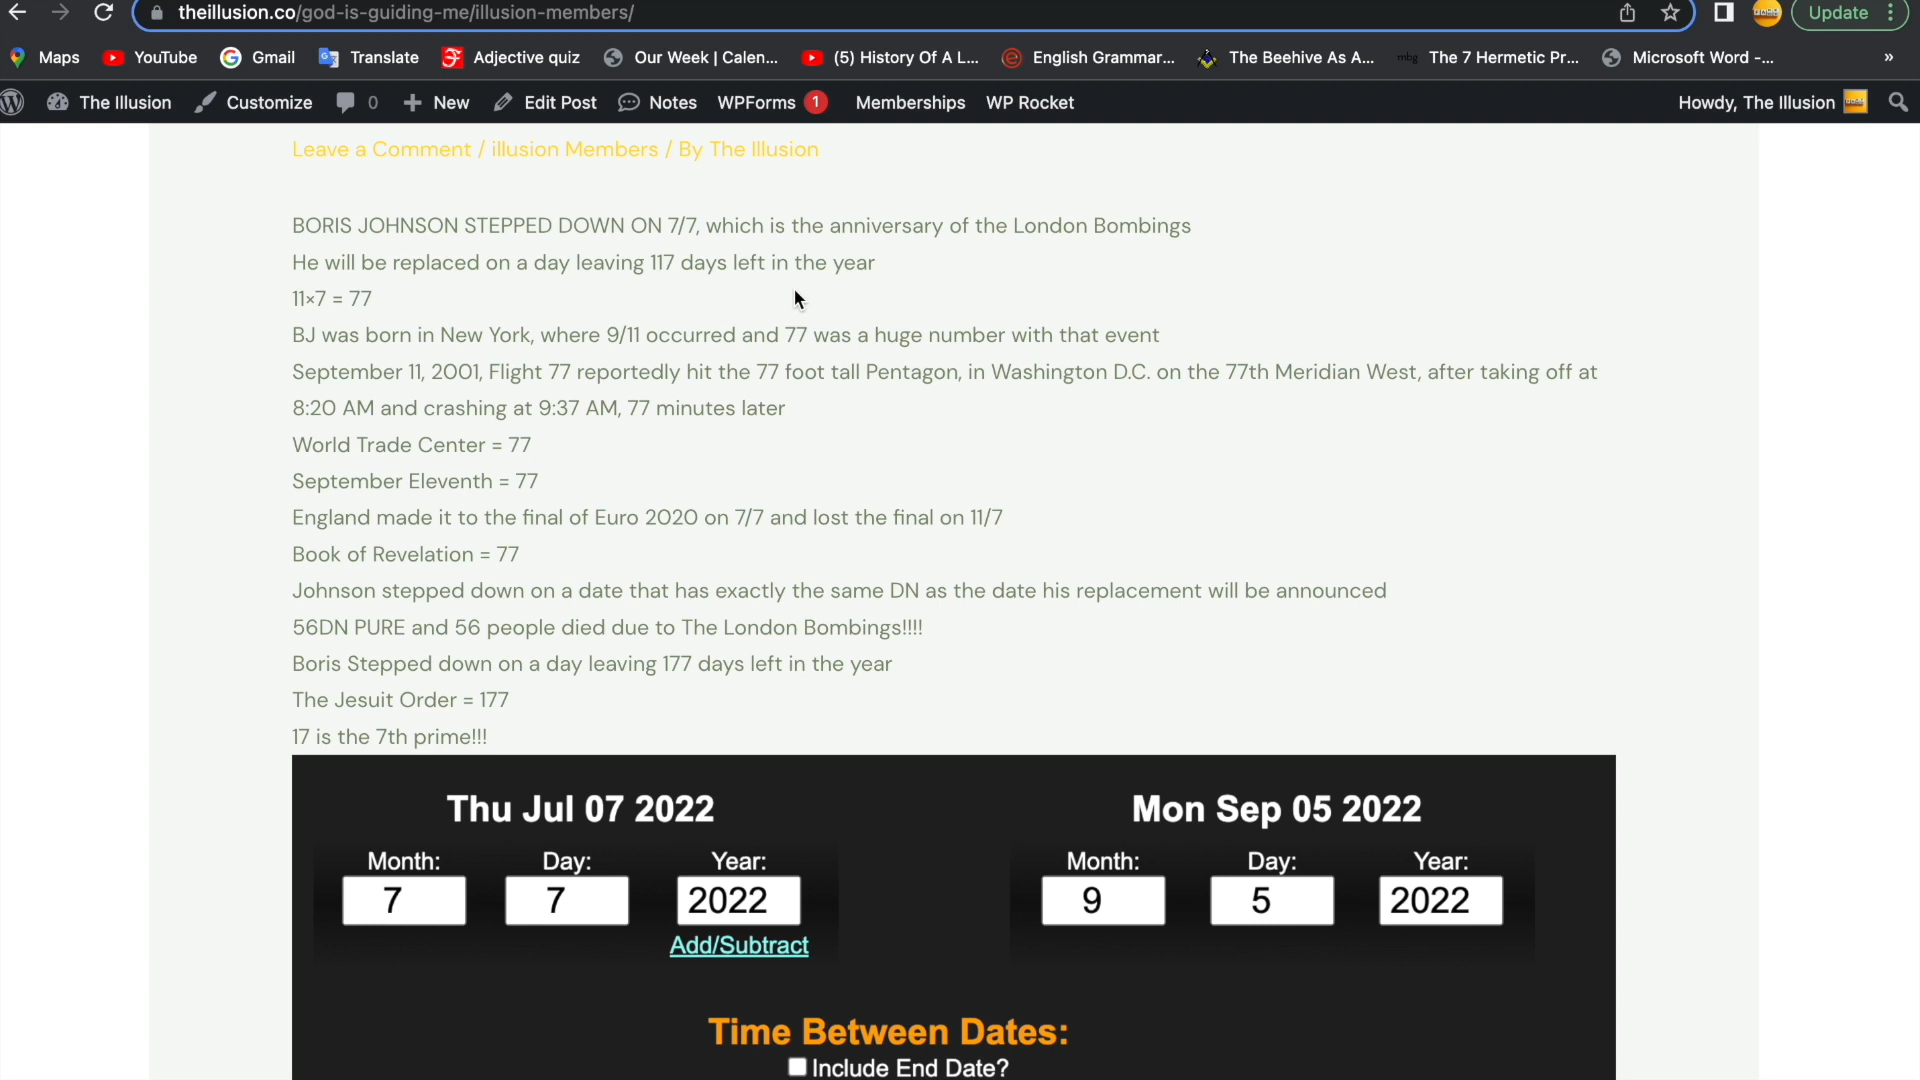 theillusion.co/god-is-guiding-me/illusion-members/
Update
Maps
YouTube
Gmail
Translate
Adjective quiz
Our Week | Calen...
(5) History Of A L...
English Grammar...
The Beehive As A...
mbg
The 7 Hermetic Pr...
Microsoft Word -...
»
The Illusion
Customize
0
New
Edit Post
Notes
WPForms 1
Memberships
WP Rocket
Howdy, The Illusion
Leave a Comment / illusion Members / By The Illusion
BORIS JOHNSON STEPPED DOWN ON 7/7, which is the anniversary of the London Bombings
He will be replaced on a day leaving 117 days left in the year
11×7 = 77
BJ was born in New York, where 9/11 occurred and 77 was a huge number with that event
September 11, 2001, Flight 77 reportedly hit the 77 foot tall Pentagon, in Washington D.C. on the 77th Meridian West, after taking off at
8:20 AM and crashing at 9:37 AM, 77 minutes later
World Trade Center = 77
September Eleventh = 77
England made it to the final of Euro 2020 on 7/7 and lost the final on 11/7
Book of Revelation = 77
Johnson stepped down on a date that has exactly the same DN as the date his replacement will be announced
56DN PURE and 56 people died due to The London Bombings!!!!
Boris Stepped down on a day leaving 177 days left in the year
The Jesuit Order = 177
17 is the 7th prime!!!
Thu Jul 07 2022
Month: Day: Year:
7 7 2022
Add/Subtract
Mon Sep 05 2022
Month: Day: Year:
9 5 2022
Time Between Dates:
Include End Date?